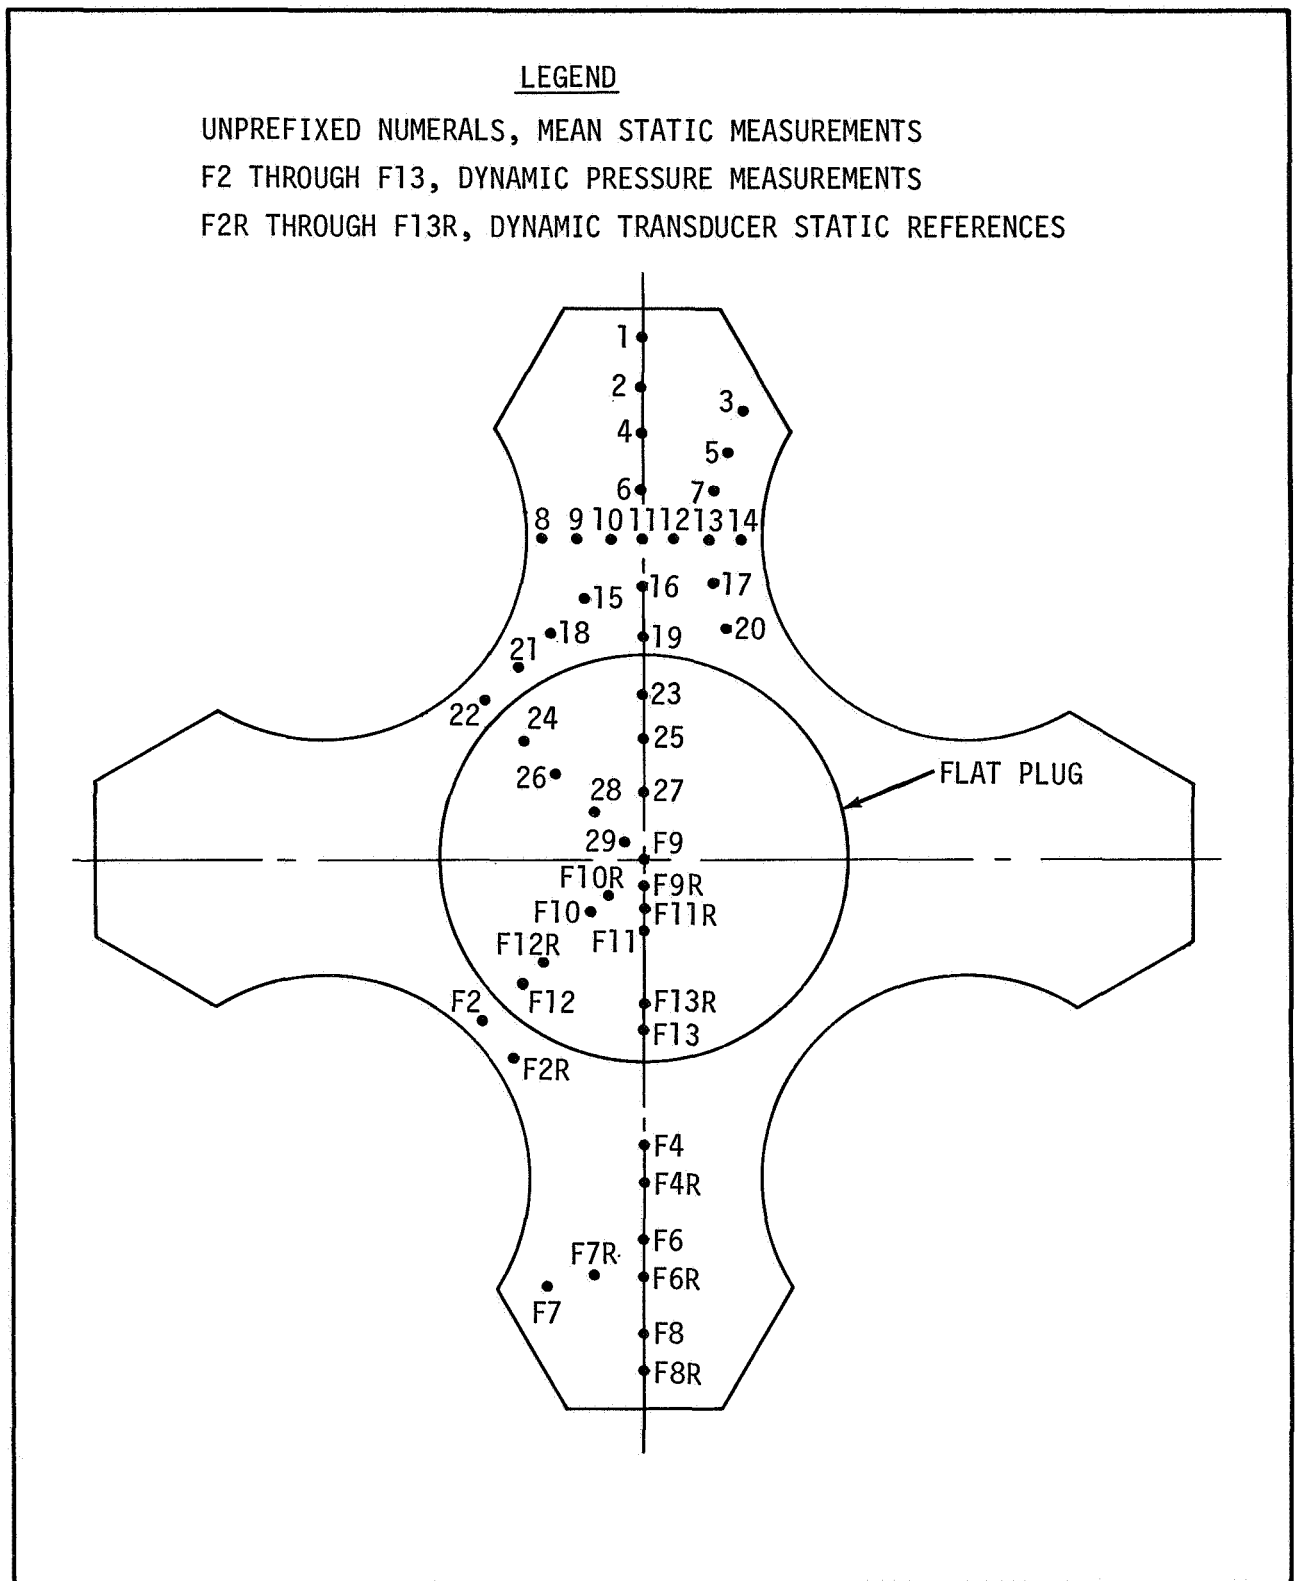 LEGEND
UNPREFIXED NUMERALS, MEAN STATIC MEASUREMENTS
F2 THROUGH F13, DYNAMIC PRESSURE MEASUREMENTS
F2R THROUGH F13R, DYNAMIC TRANSDUCER STATIC REFERENCES
1
2
3
4
5
6 7
8 9 10 11 12 13 14
16 17
15
18 19 20
21
23
22 24
25
FLAT PLUG
26
28 27
29 F9
F10R F9R
F10 F11R
F12R F11
F2 F12 F13R
F13
F2R
F4
F4R
F6
F7R
F6R
F7
F8
F8R